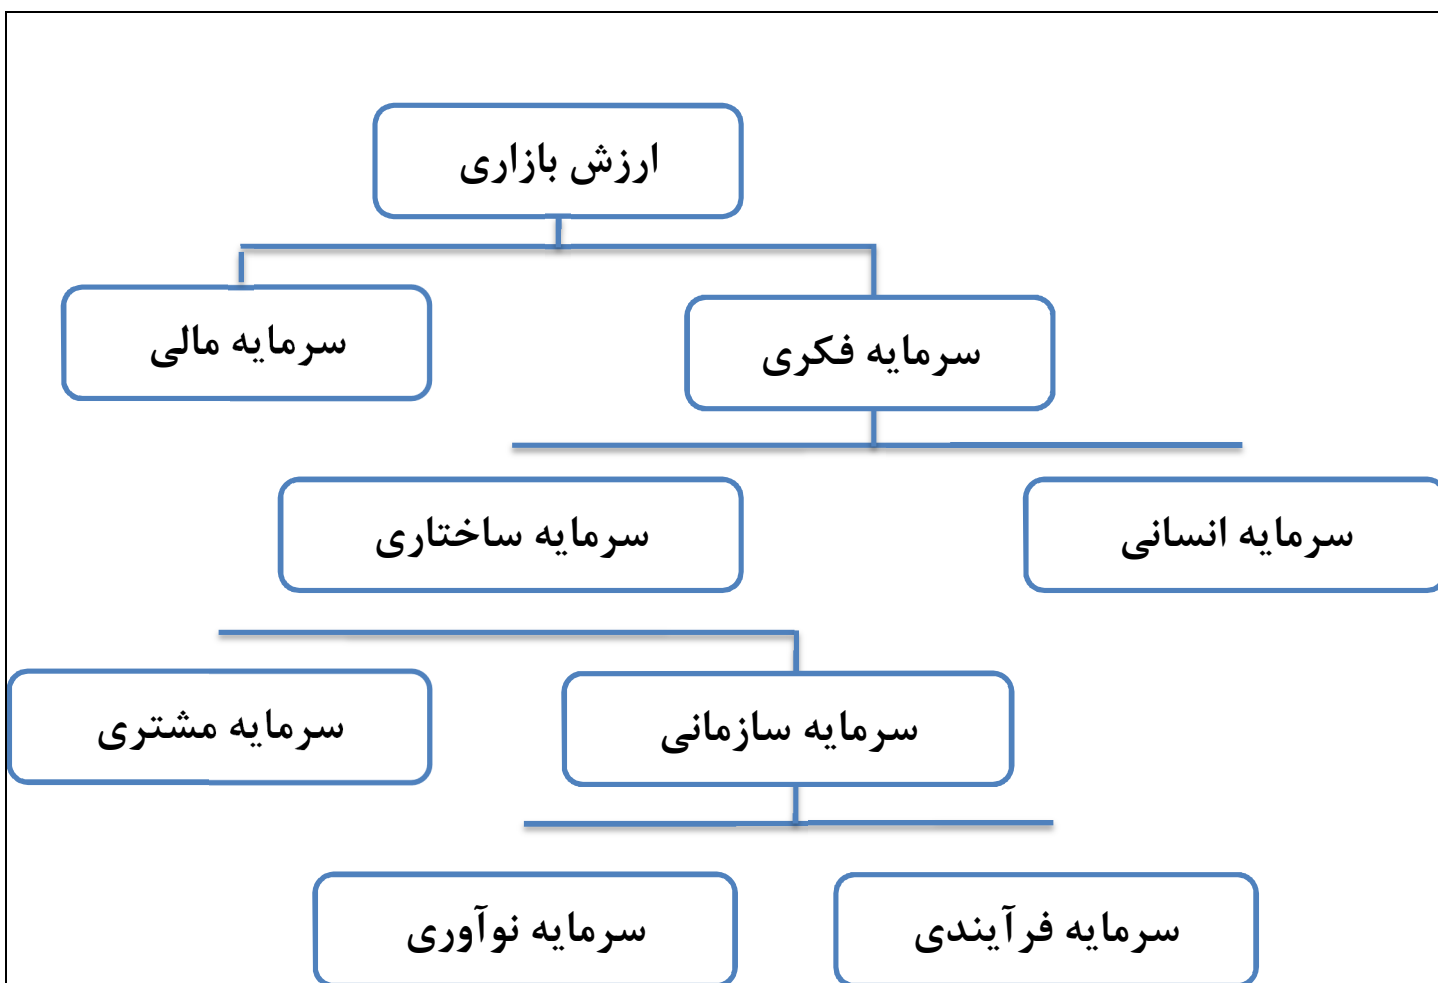 ارزش بازاری
سرمایه فکری
سرمایه مالی
سرمایه انسانی
سرمایه ساختاری
سرمایه سازمانی
سرمایه مشتری
سرمایه فرآیندی
سرمایه نوآوری